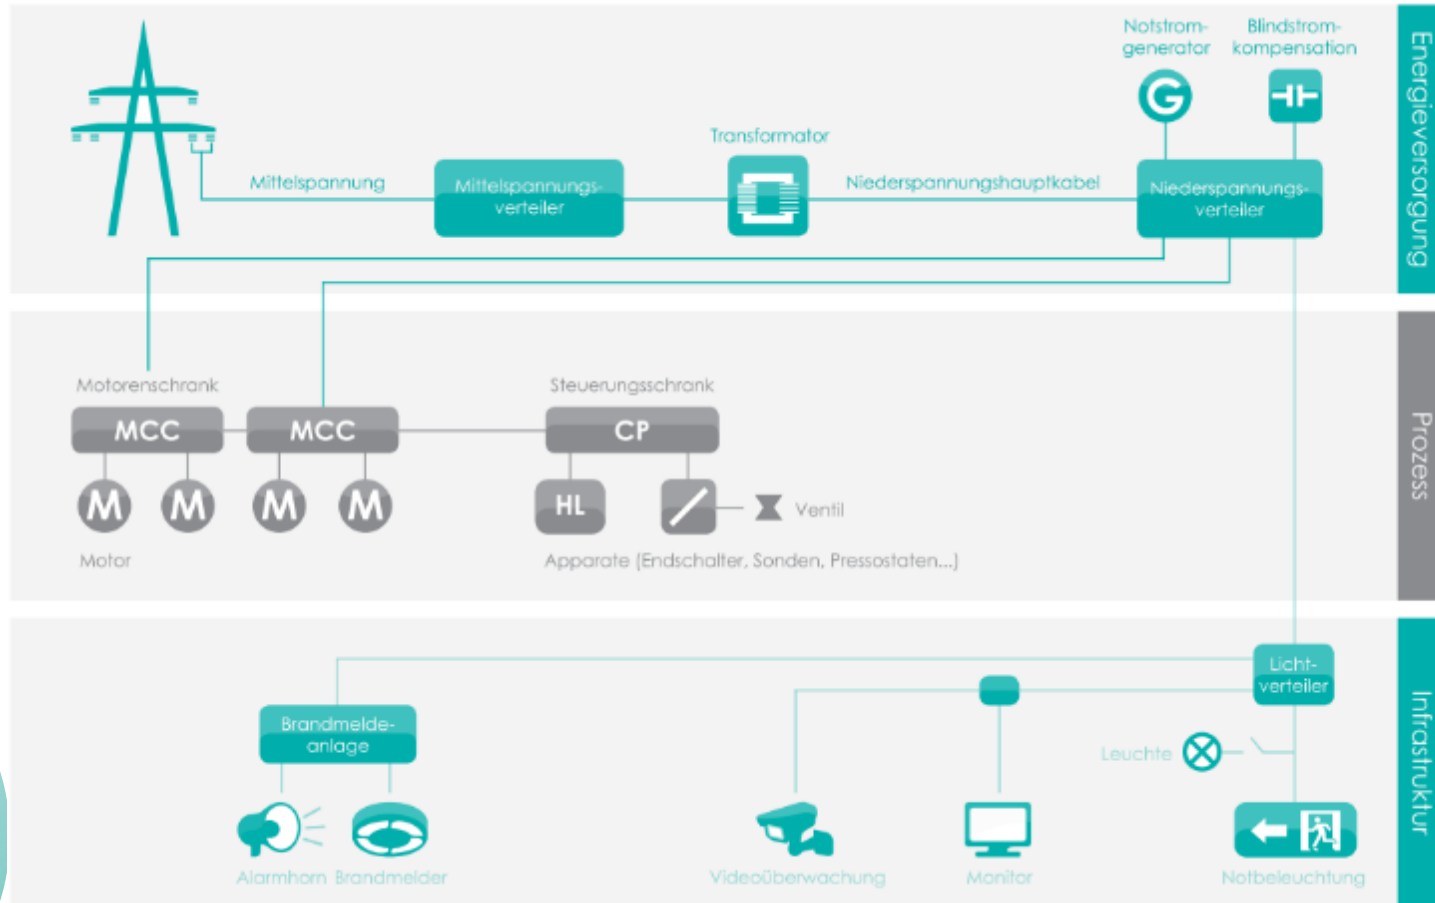 Notstrom-
generator
Blindstrom-
kompensation
G
Transformator
Mittelspannung
Mittelspannungs-
verteiler
Niederspannungshauptkabel
Niederspannungs-
verteiler
Energieversorgung
Motorenschrank
Steuerungsschrank
MCC
MCC
CP
M
M
M
M
HL
Ventil
Motor
Apparate (Endschalter, Sonden, Pressostaten...)
Prozess
Licht-
verteiler
Brandmelde-
anlage
Leuchte
Alarmhorn
Brandmelder
Videoüberwachung
Monitor
Notbeleuchtung
Infrastruktur